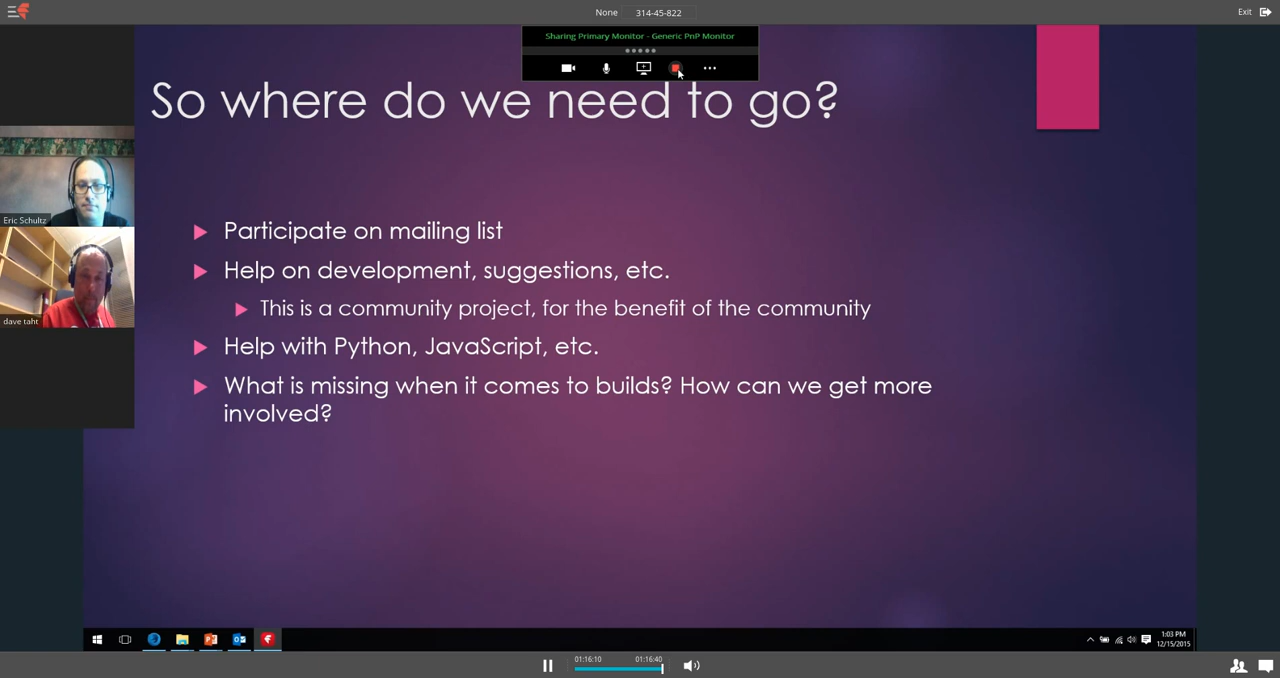 None 314-45-822
Exit
Sharing Primary Monitor - Generic PnP Monitor
So where do we need to go?
Eric Schultz
dave taht
Participate on mailing list
Help on development, suggestions, etc.
This is a community project, for the benefit of the community
Help with Python, JavaScript, etc.
What is missing when it comes to builds? How can we get more
involved?
1:03 PM
12/15/2015
01:16:10 01:16:40